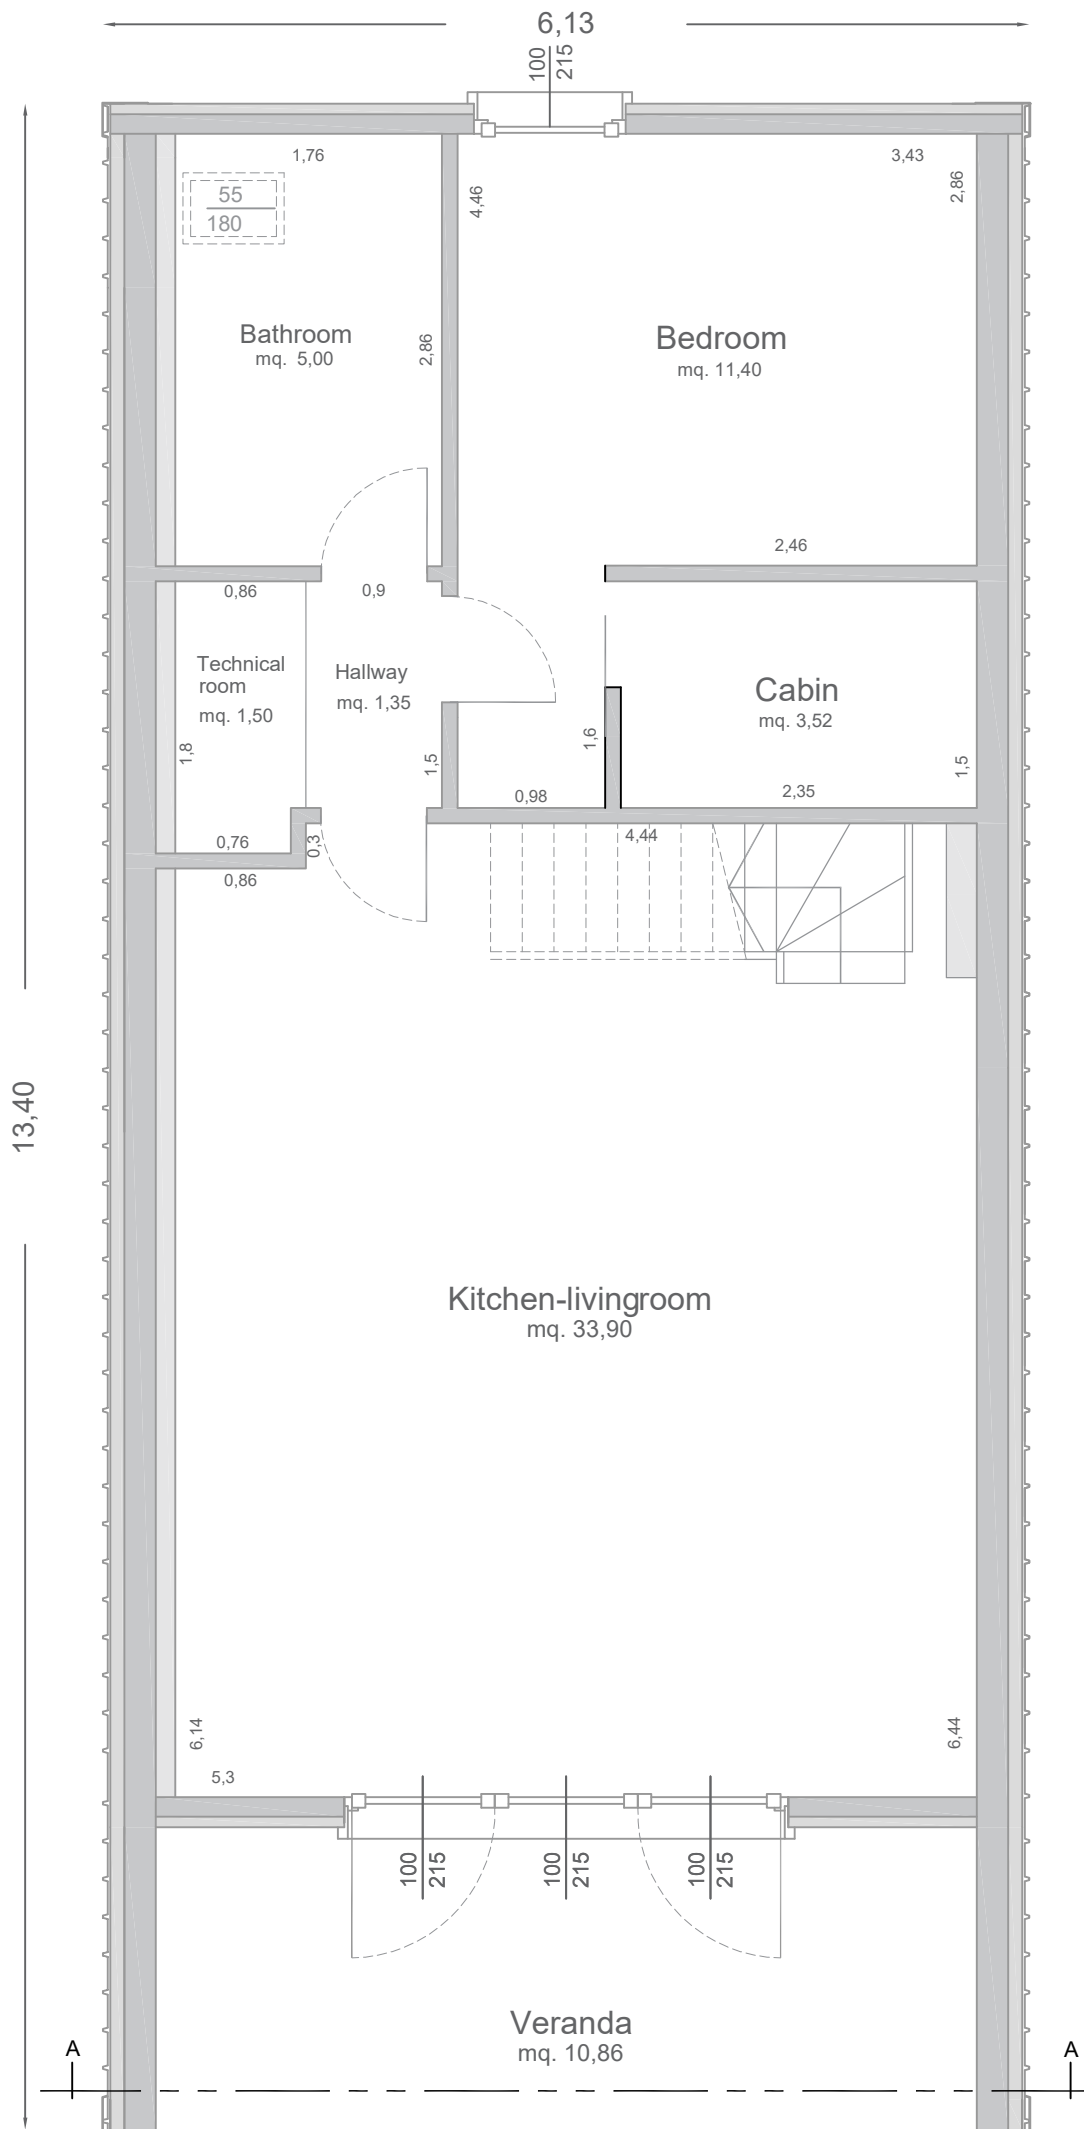 6,13
100
215
1,76
3,43
55
180
4,46
2,86
Bathroom
mq. 5,00
2,86
Bedroom
mq. 11,40
2,46
0,86
0,9
Technical
room
mq. 1,50
Hallway
mq. 1,35
Cabin
mq. 3,52
1,8
1,5
1,6
1,5
0,98
2,35
0,76
0,3
4,44
0,86
13,40
Kitchen-livingroom
mq. 33,90
6,14
6,44
5,3
100
215
100
215
100
215
Veranda
mq. 10,86
A
A